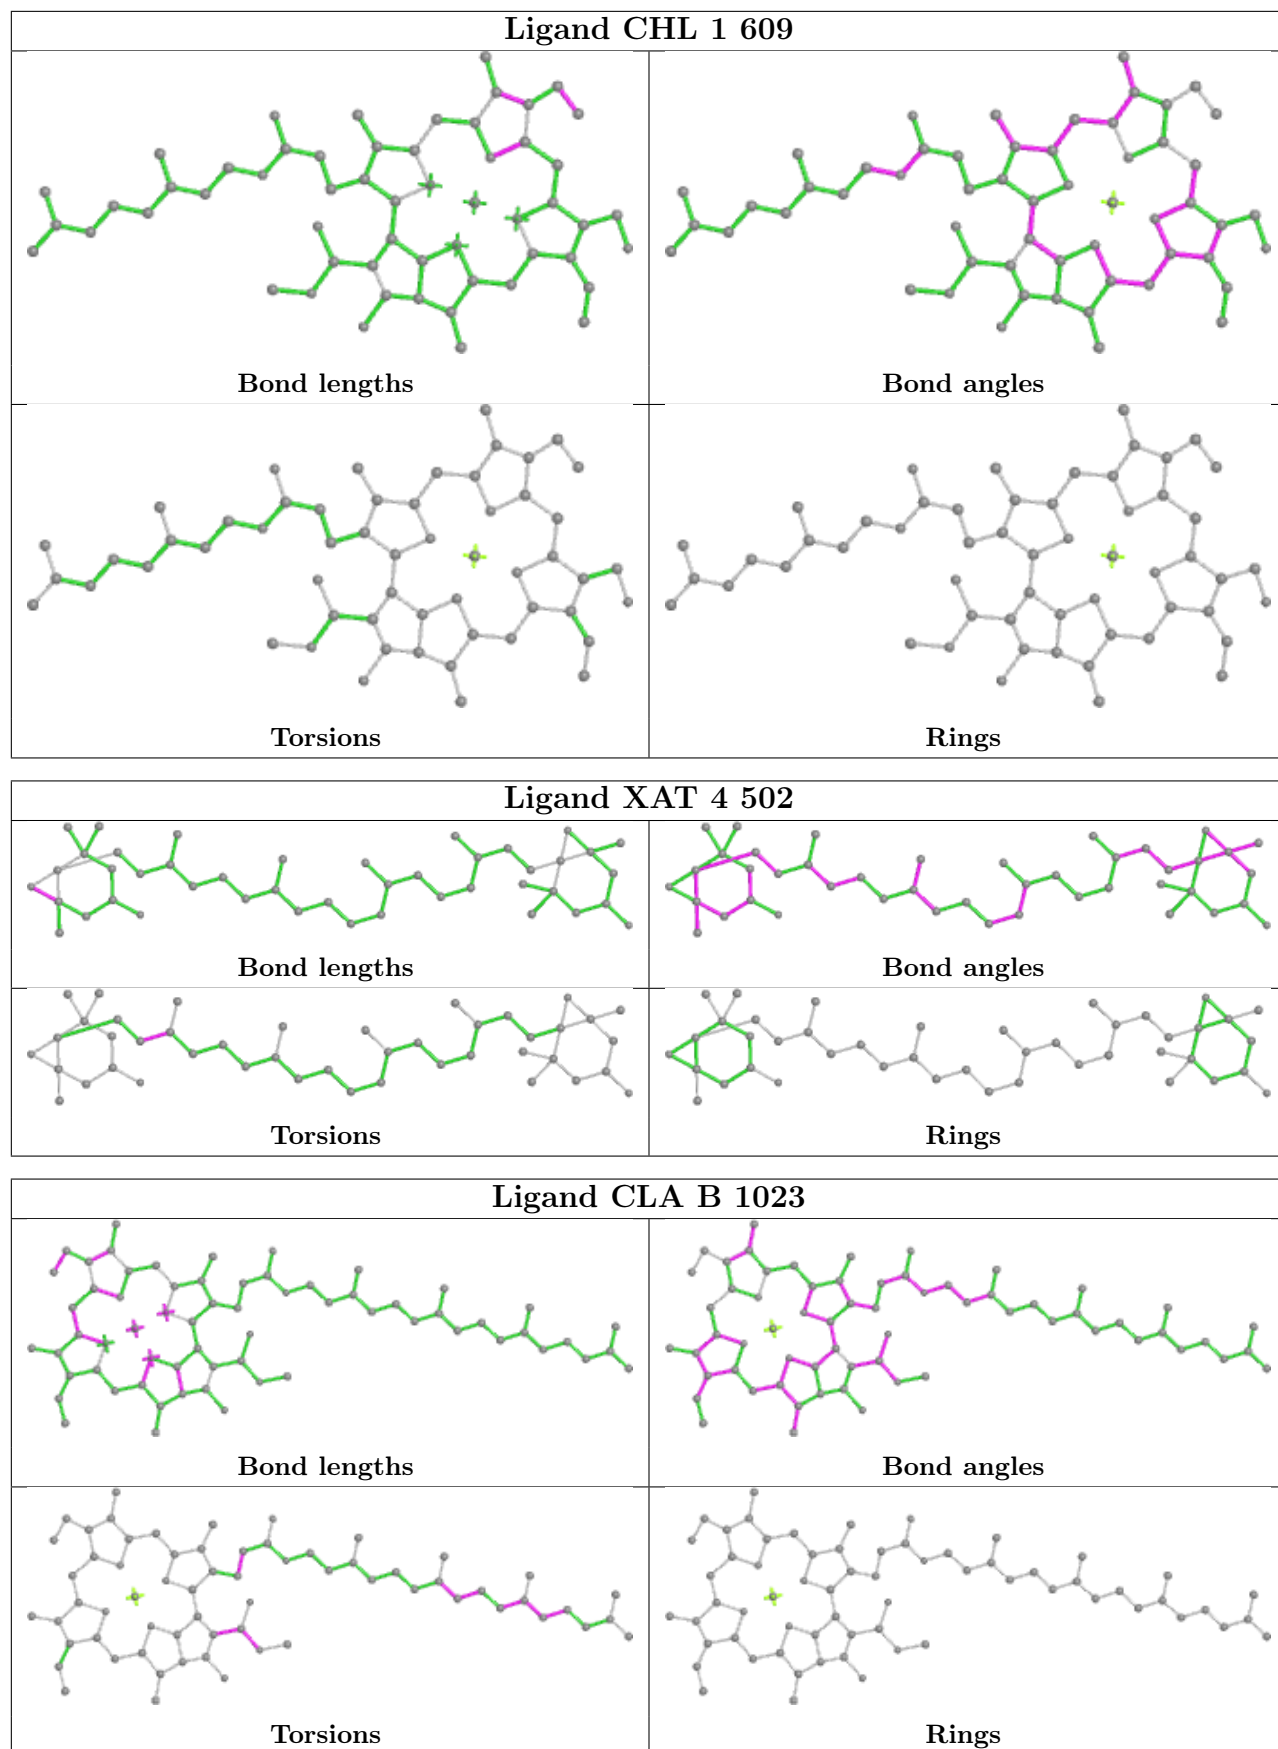 Ligand CHL 1 609
Bond lengths
Bond angles
Torsions
Rings
Ligand XAT 4 502
Bond lengths
Bond angles
Torsions
Rings
Ligand CLA B 1023
Bond lengths
Bond angles
Torsions
Rings